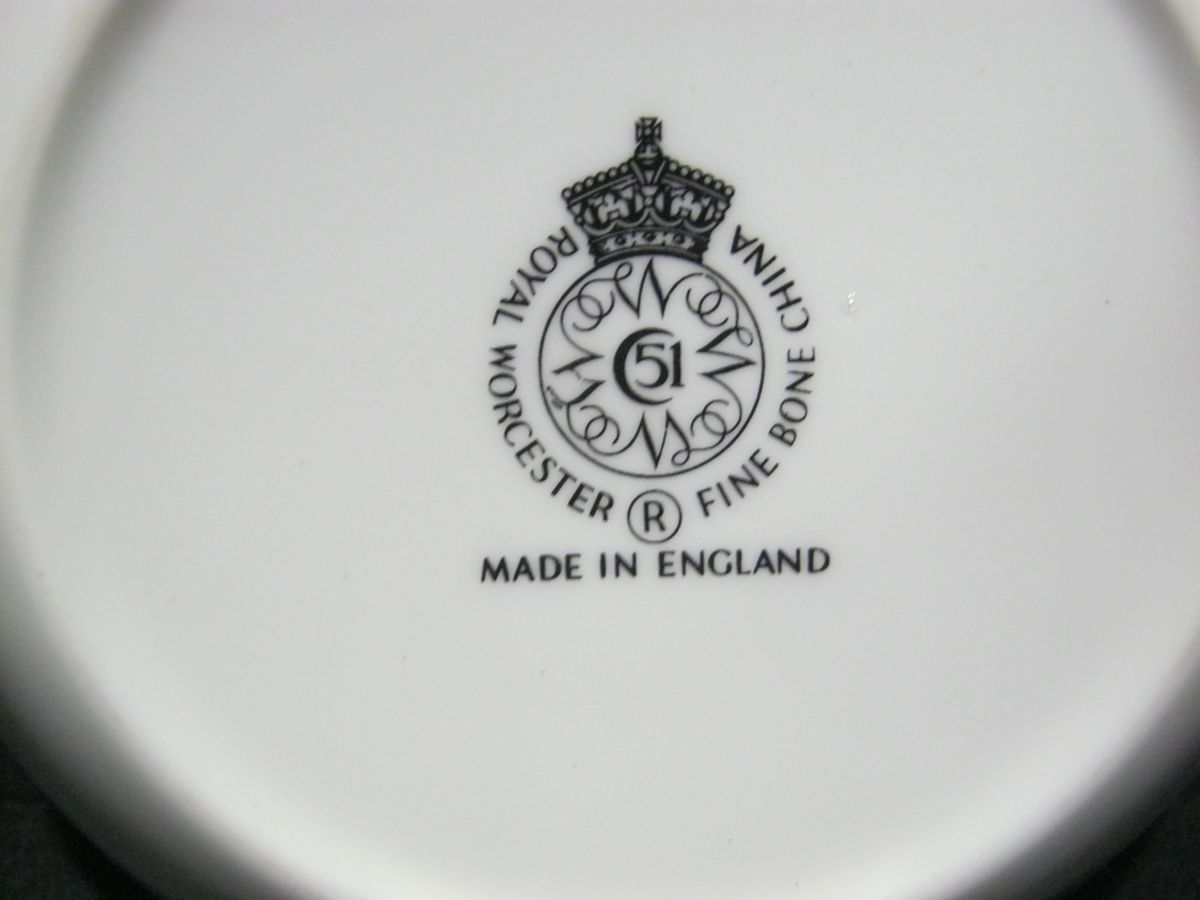 ROYAL WORCESTER ® FINE BONE CHINA
C51
MADE IN ENGLAND